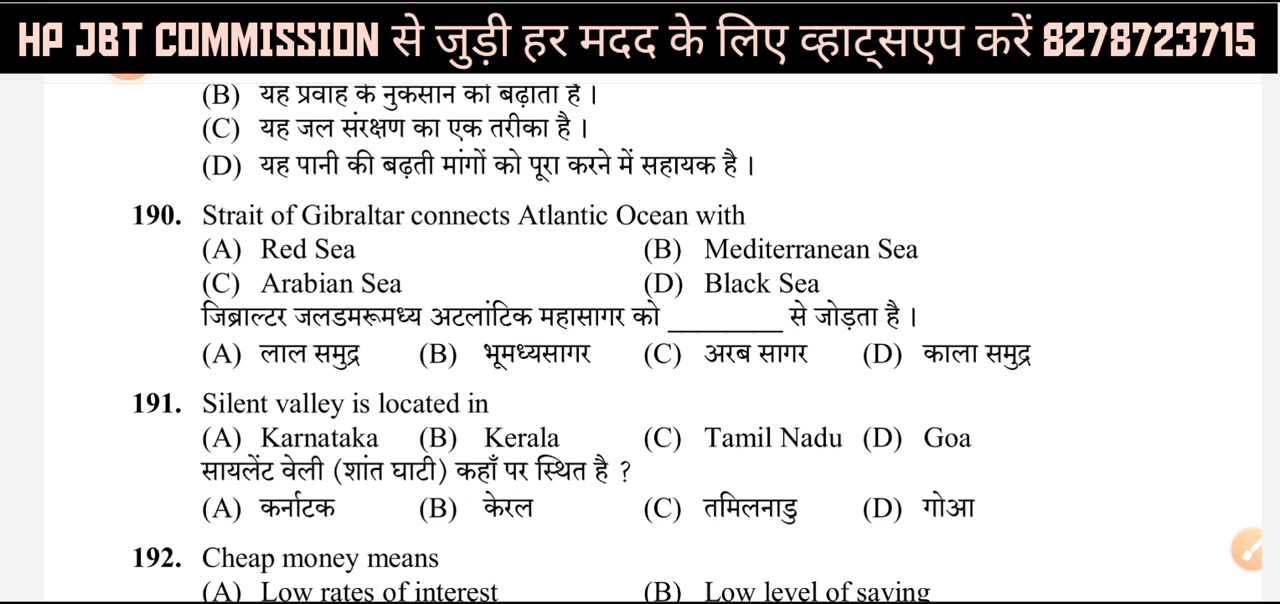 HP JBT COMMISSION से जुड़ी हर मदद के लिए व्हाट्सएप करें 8278723715
(B) यह प्रवाह के नुकसान को बढ़ाता है ।
(C) यह जल संरक्षण का एक तरीका है ।
(D) यह पानी की बढ़ती मांगों को पूरा करने में सहायक है ।
190. Strait of Gibraltar connects Atlantic Ocean with
(A) Red Sea (B) Mediterranean Sea
(C) Arabian Sea (D) Black Sea
जिब्राल्टर जलडमरूमध्य अटलांटिक महासागर को ________ से जोड़ता है ।
(A) लाल समुद्र (B) भूमध्यसागर (C) अरब सागर (D) काला समुद्र
191. Silent valley is located in
(A) Karnataka (B) Kerala (C) Tamil Nadu (D) Goa
सायलेंट वेली (शांत घाटी) कहाँ पर स्थित है ?
(A) कर्नाटक (B) केरल (C) तमिलनाडु (D) गोआ
192. Cheap money means
(A) Low rates of interest (B) Low level of saving